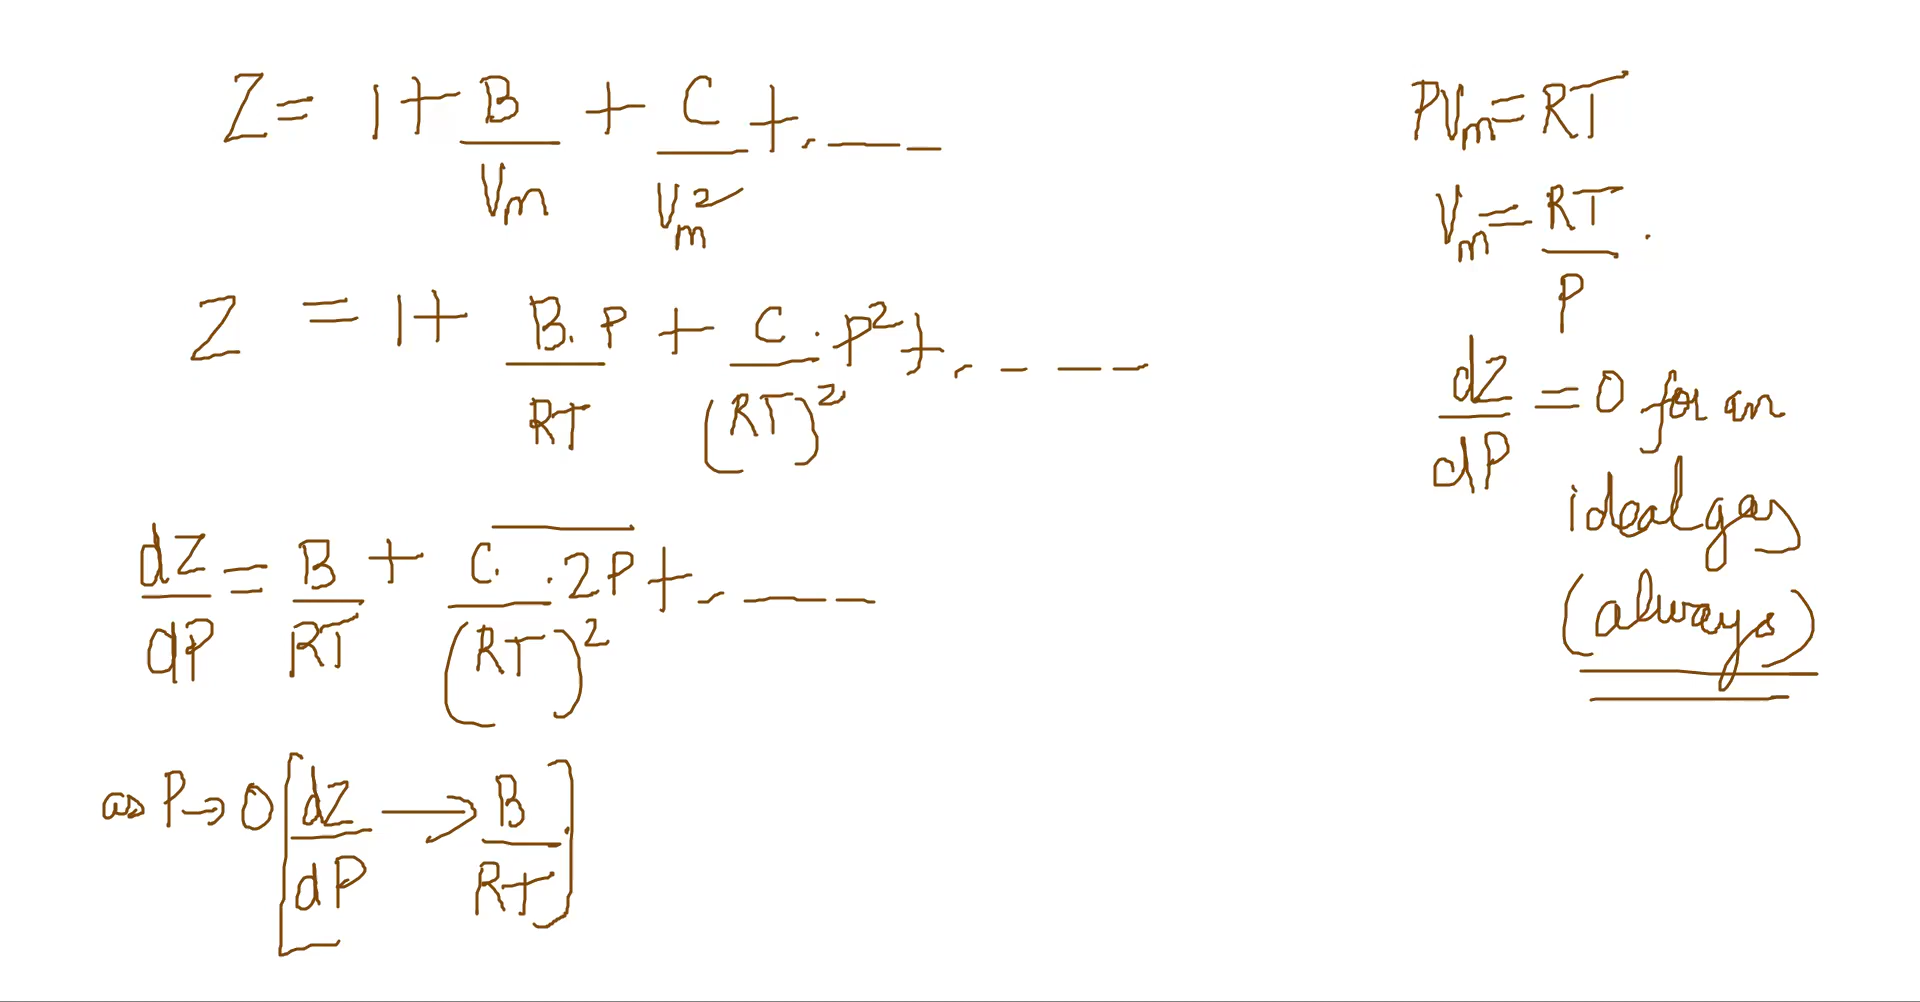 Z = 1 + B/Vm + C/Vm² + . — —
Z = 1 + B.P/RT + C/(RT)² . P² + . — — —
dZ/dP = B/RT + C./(RT)² . 2P + . — —
as P → 0 [dZ/dP → B/RT]
PVm = RT
Vm = RT/P .
dZ/dP = 0 for an
ideal gas
(always)